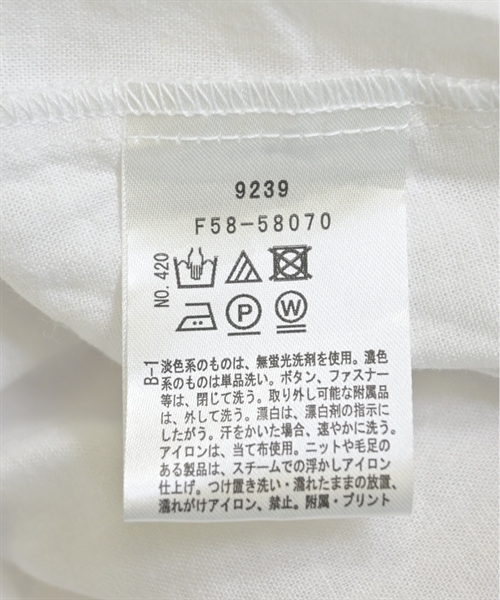 9239
F58-58070
NO. 420
P
W
B-1
淡色系のものは、無蛍光洗剤を使用。濃色
系のものは単品洗い。ボタン、ファスナー
等は、閉じて洗う。取り外し可能な附属品
は、外して洗う。漂白は、漂白剤の指示に
したがう。汗をかいた場合、速やかに洗う。
アイロンは、当て布使用。ニットや毛足の
ある製品は、スチームでの浮かしアイロン
仕上げ。つけ置き洗い・濡れたままの放置、
濡れがけアイロン、禁止。附属・プリント